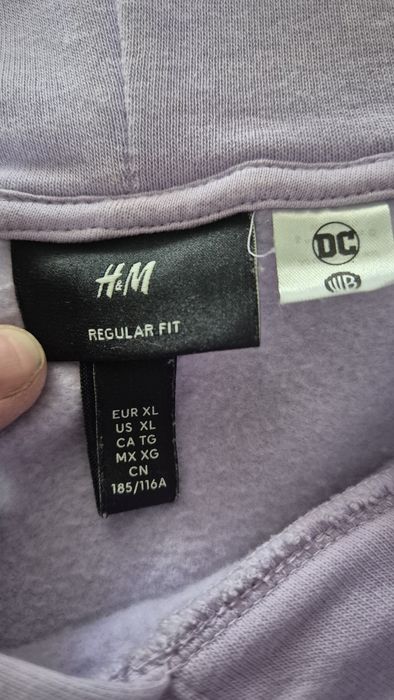 H&M
REGULAR FIT
DC
WB
EUR XL
US XL
CA TG
MX XG
CN
185/116A